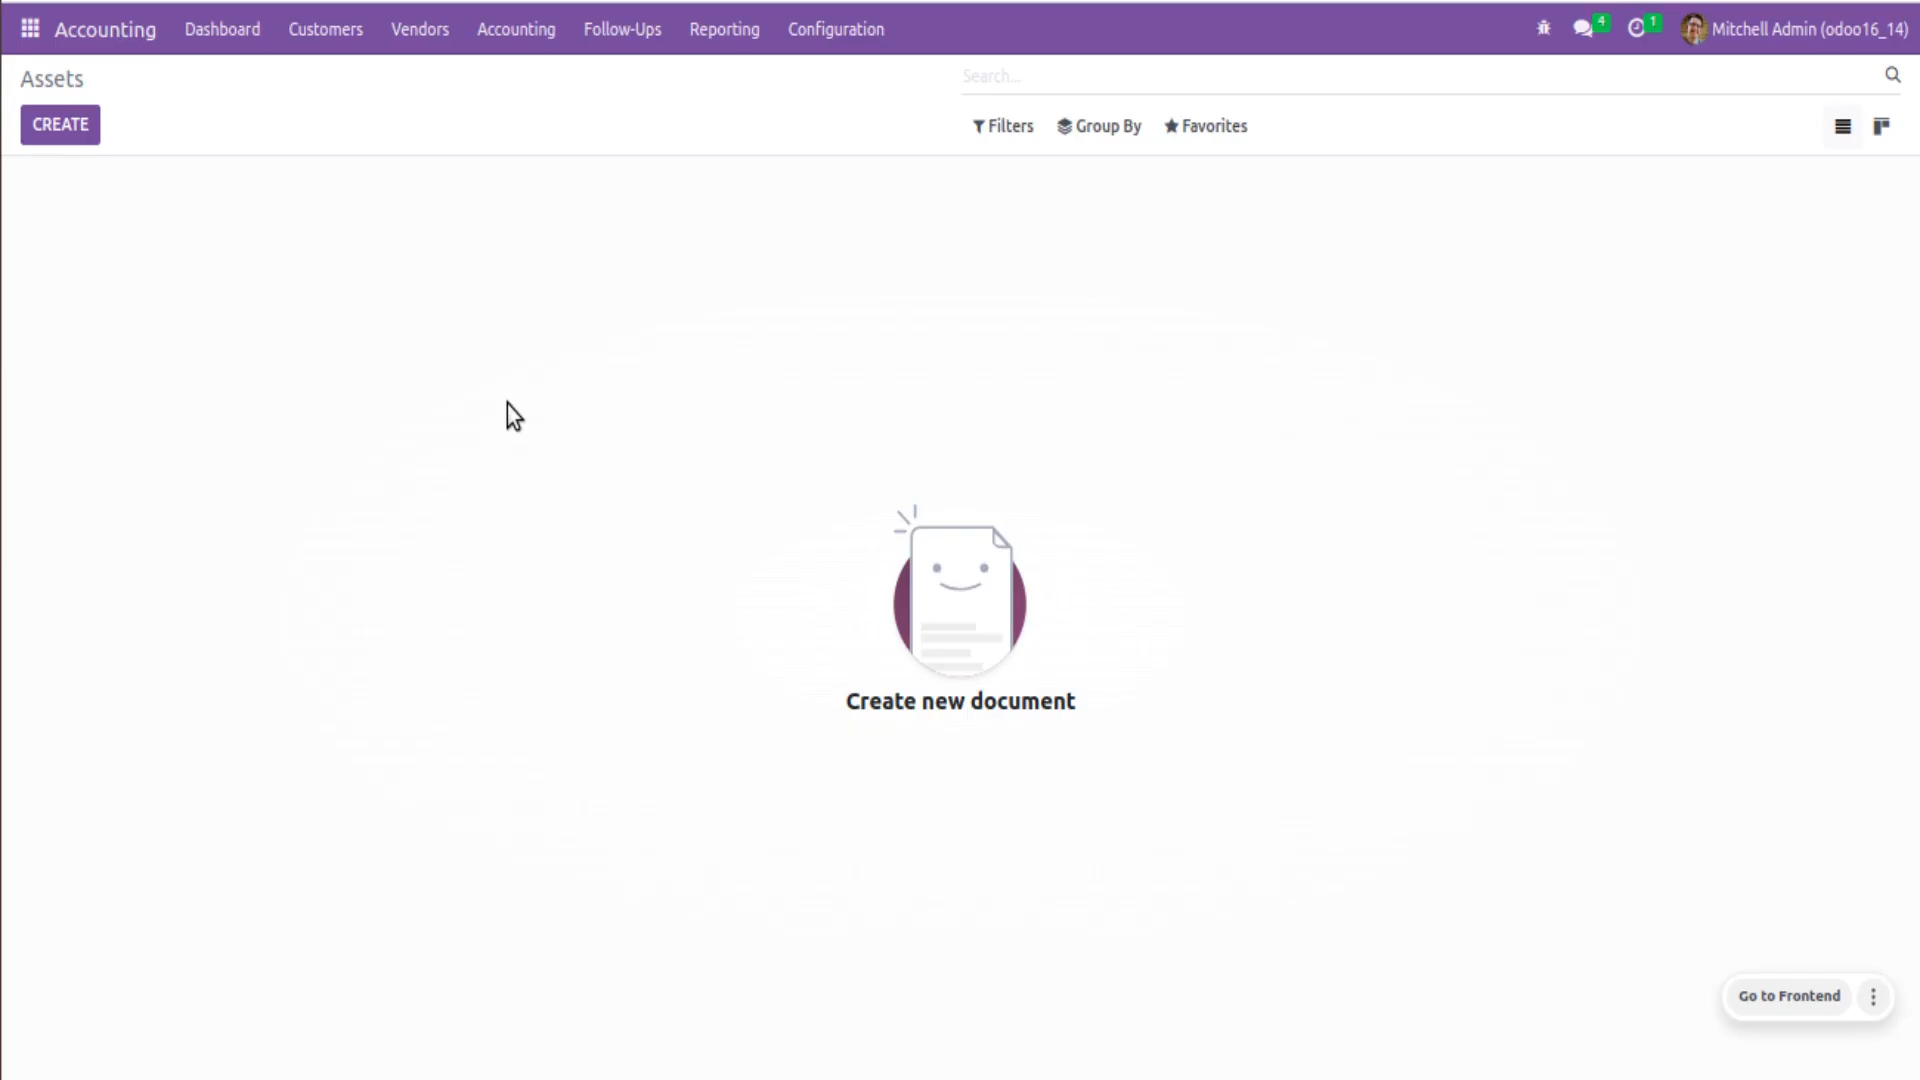 Accounting Dashboard Customers Vendors Accounting Follow-Ups Reporting Configuration 4 1 Mitchell Admin (odoo16_14)
Assets Search...
CREATE Filters Group By Favorites
Create new document
Go to Frontend